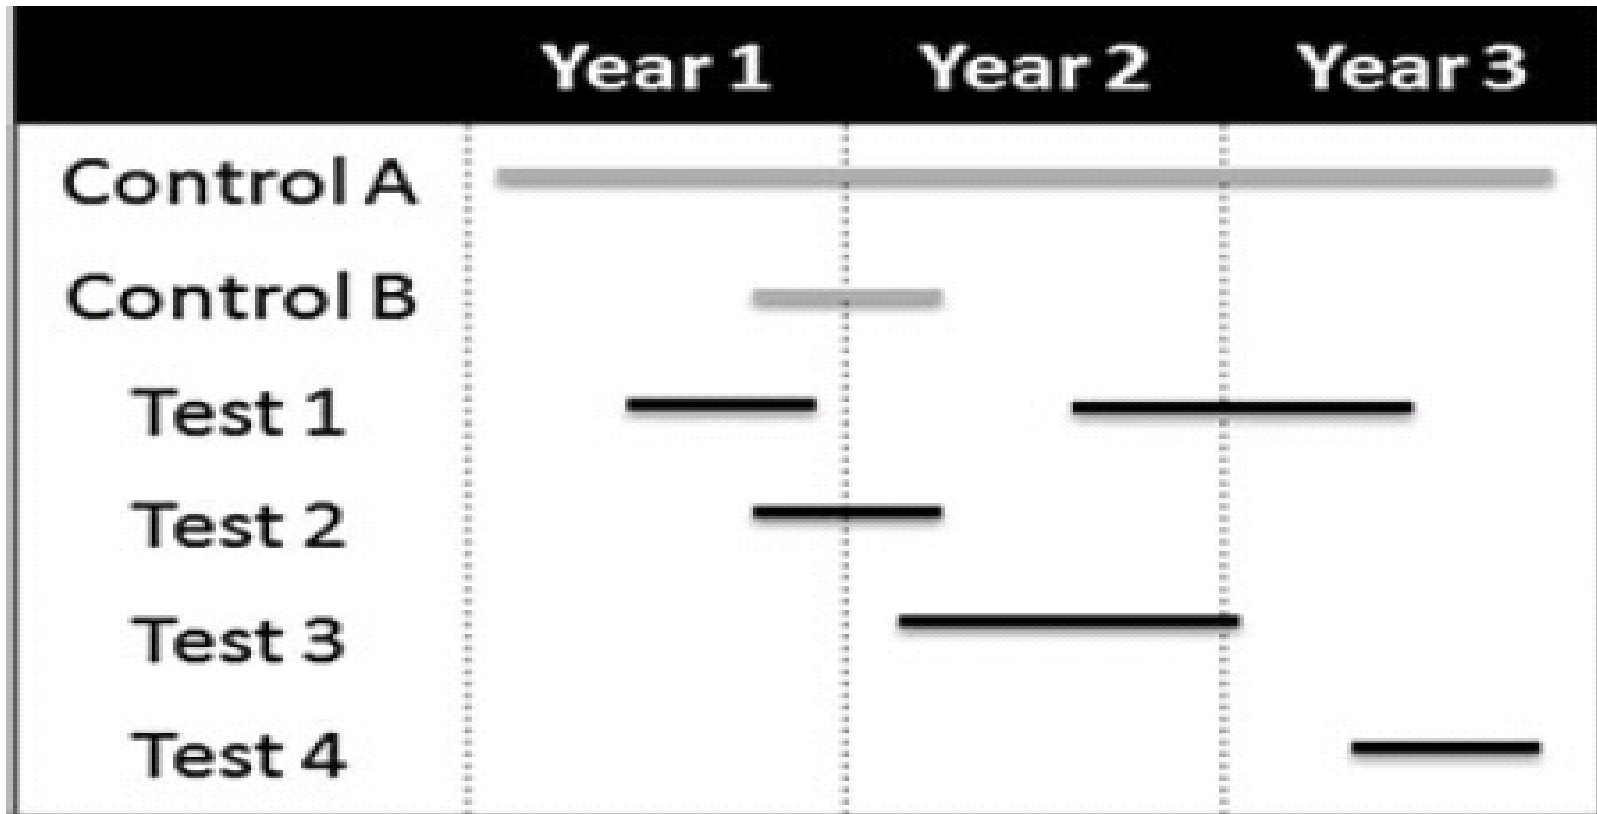 Year 1 Year 2 Year 3
Control A
Control B
Test 1
Test 2
Test 3
Test 4